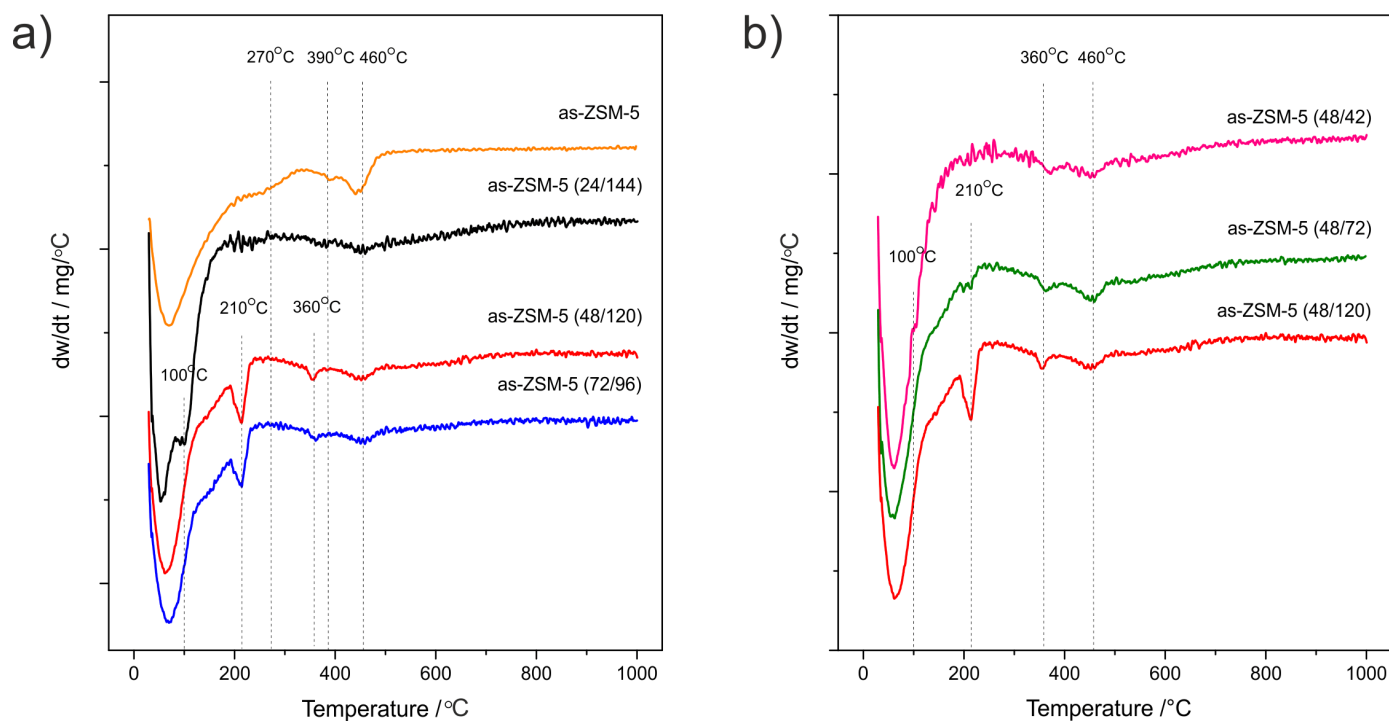 a)
270°C 390°C 460°C
as-ZSM-5
as-ZSM-5 (24/144)
210°C 360°C
as-ZSM-5 (48/120)
100°C
as-ZSM-5 (72/96)
dw/dt / mg/°C
0 200 400 600 800 1000
Temperature /°C
b)
360°C 460°C
as-ZSM-5 (48/42)
210°C
as-ZSM-5 (48/72)
100°C
as-ZSM-5 (48/120)
dw/dt / mg/°C
0 200 400 600 800 1000
Temperature /°C